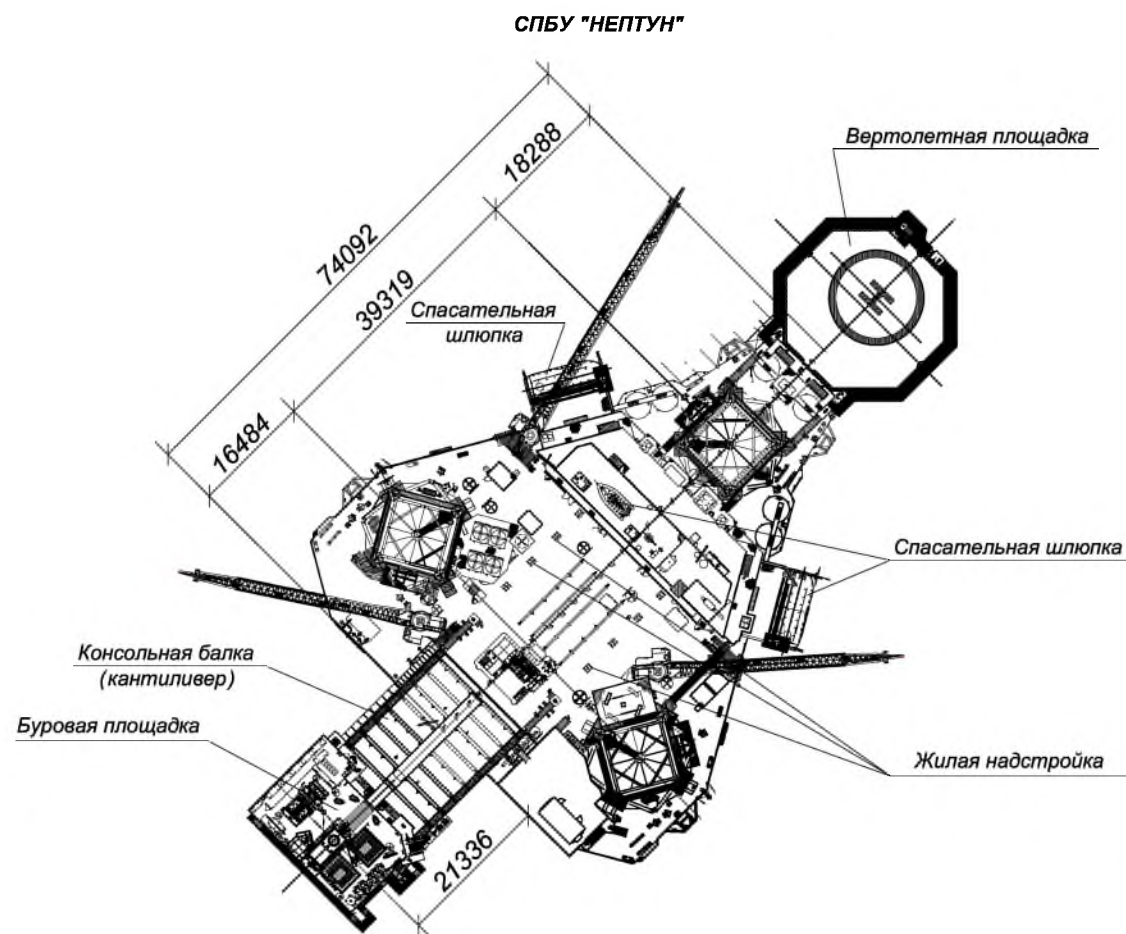 СПБУ "НЕПТУН"
18288
Вертолетная площадка
74092
39319
Спасательная
шлюпка
16484
Спасательная шлюпка
Консольная балка
(кантиливер)
Буровая площадка
Жилая надстройка
21336